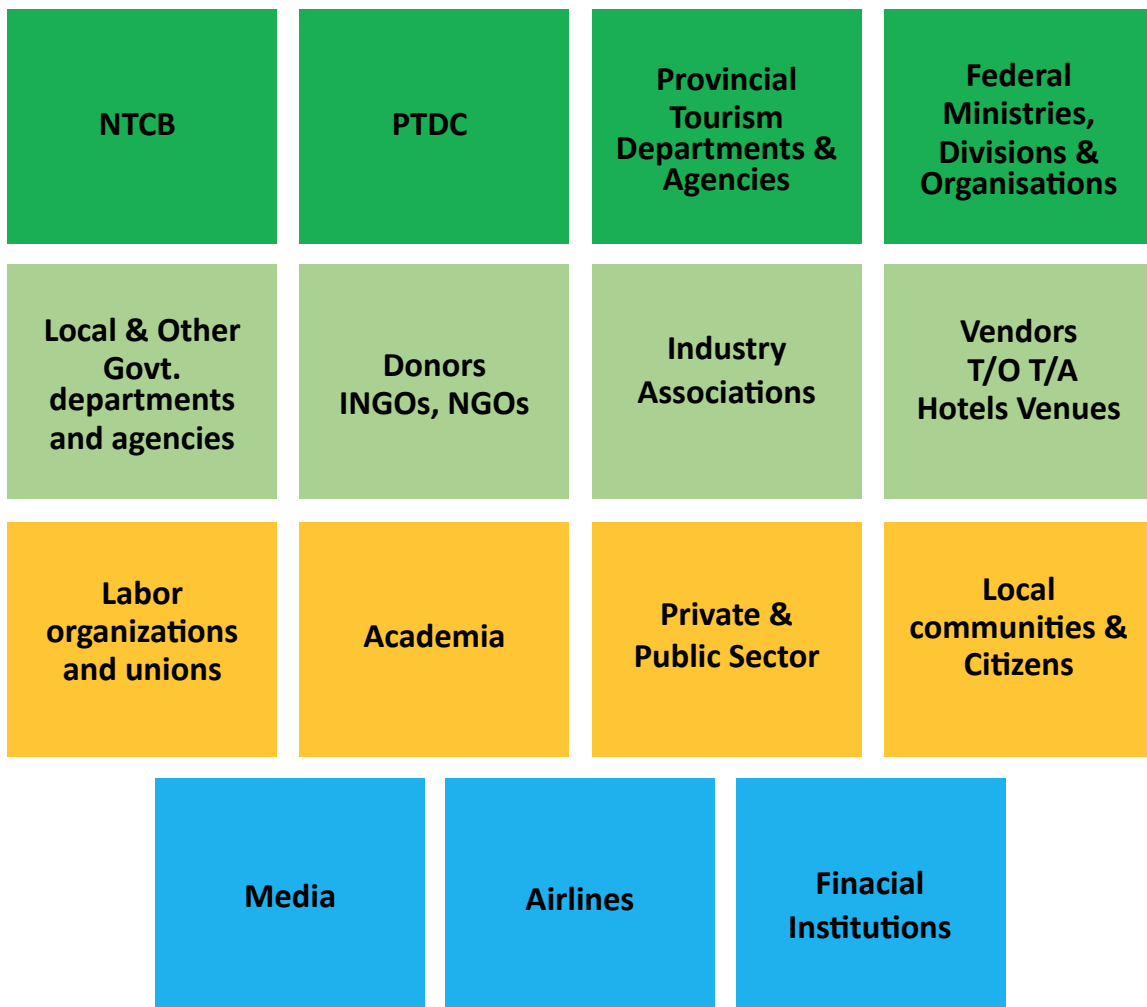 NTCB
PTDC
Provincial
Tourism
Departments &
Agencies
Federal
Ministries,
Divisions &
Organisations
Local & Other
Govt.
departments
and agencies
Donors
INGOs, NGOs
Industry
Associations
Vendors
T/O T/A
Hotels Venues
Labor
organizations
and unions
Academia
Private &
Public Sector
Local
communities &
Citizens
Media
Airlines
Finacial
Institutions